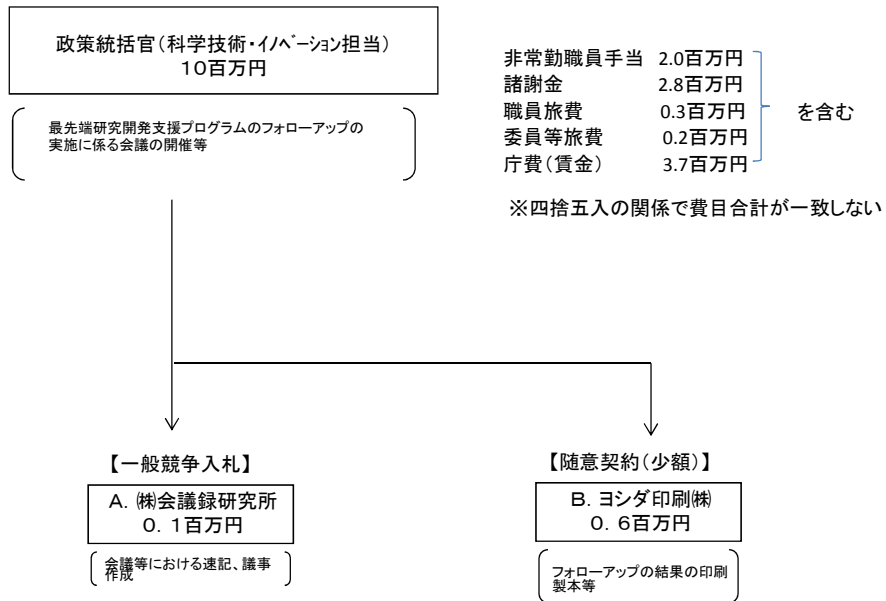 政策統括官（科学技術・イノベーション担当）
１０百万円
最先端研究開発支援プログラムのフォローアップの
実施に係る会議の開催等
非常勤職員手当 2.0百万円
諸謝金 2.8百万円
職員旅費 0.3百万円
委員等旅費 0.2百万円
庁費（賃金） 3.7百万円
を含む
※四捨五入の関係で費目合計が一致しない
【一般競争入札】
A．㈱会議録研究所
０．１百万円
会議等における速記、議事
作成
【随意契約（少額）】
B．ヨシダ印刷㈱
０．６百万円
フォローアップの結果の印刷
製本等